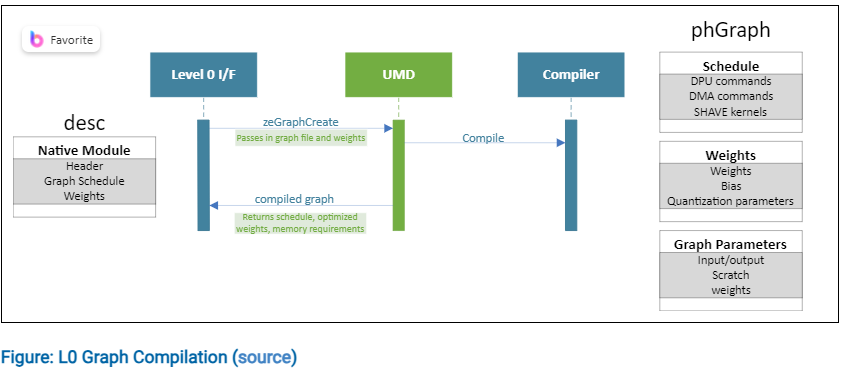 Favorite
phGraph
Level 0 I/F
UMD
Compiler
Schedule
DPU commands
DMA commands
SHAVE kernels
desc
Native Module
Header
Graph Schedule
Weights
zeGraphCreate
Passes in graph file and weights
Compile
Weights
Weights
Bias
Quantization parameters
compiled graph
Returns schedule, optimized
weights, memory requirements
Graph Parameters
Input/output
Scratch
weights
Figure: L0 Graph Compilation (source)